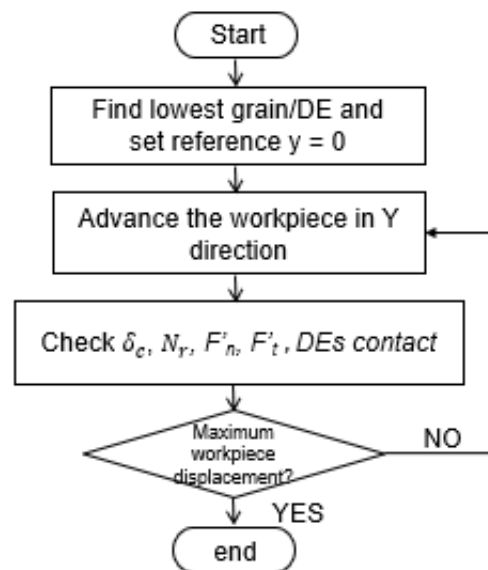 Start
Find lowest grain/DE and
set reference y = 0
Advance the workpiece in Y
direction
Check δc, Nr, F'n, F't, DEs contact
Maximum
workpiece
displacement?
NO
YES
end